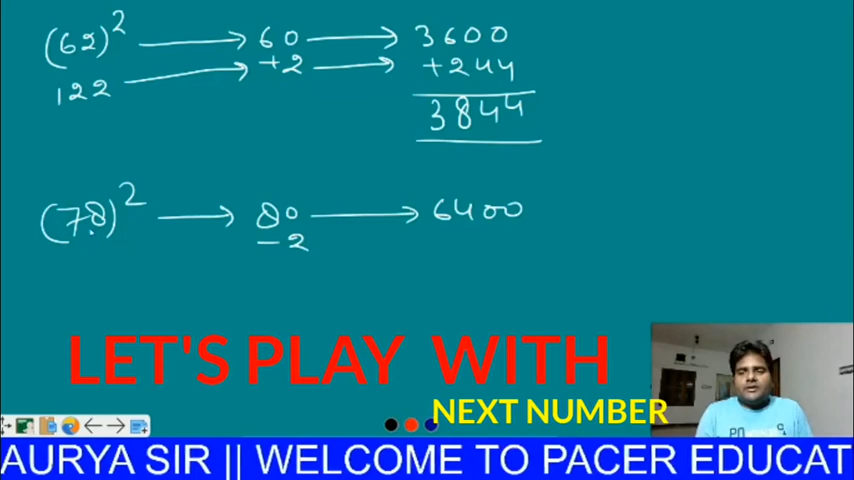 (62)² → 60 → 3600
122 → +2 → +244
3844
(78)² → 80 → 6400
-2
LET'S PLAY WITH
NEXT NUMBER
AURYA SIR || WELCOME TO PACER EDUCAT